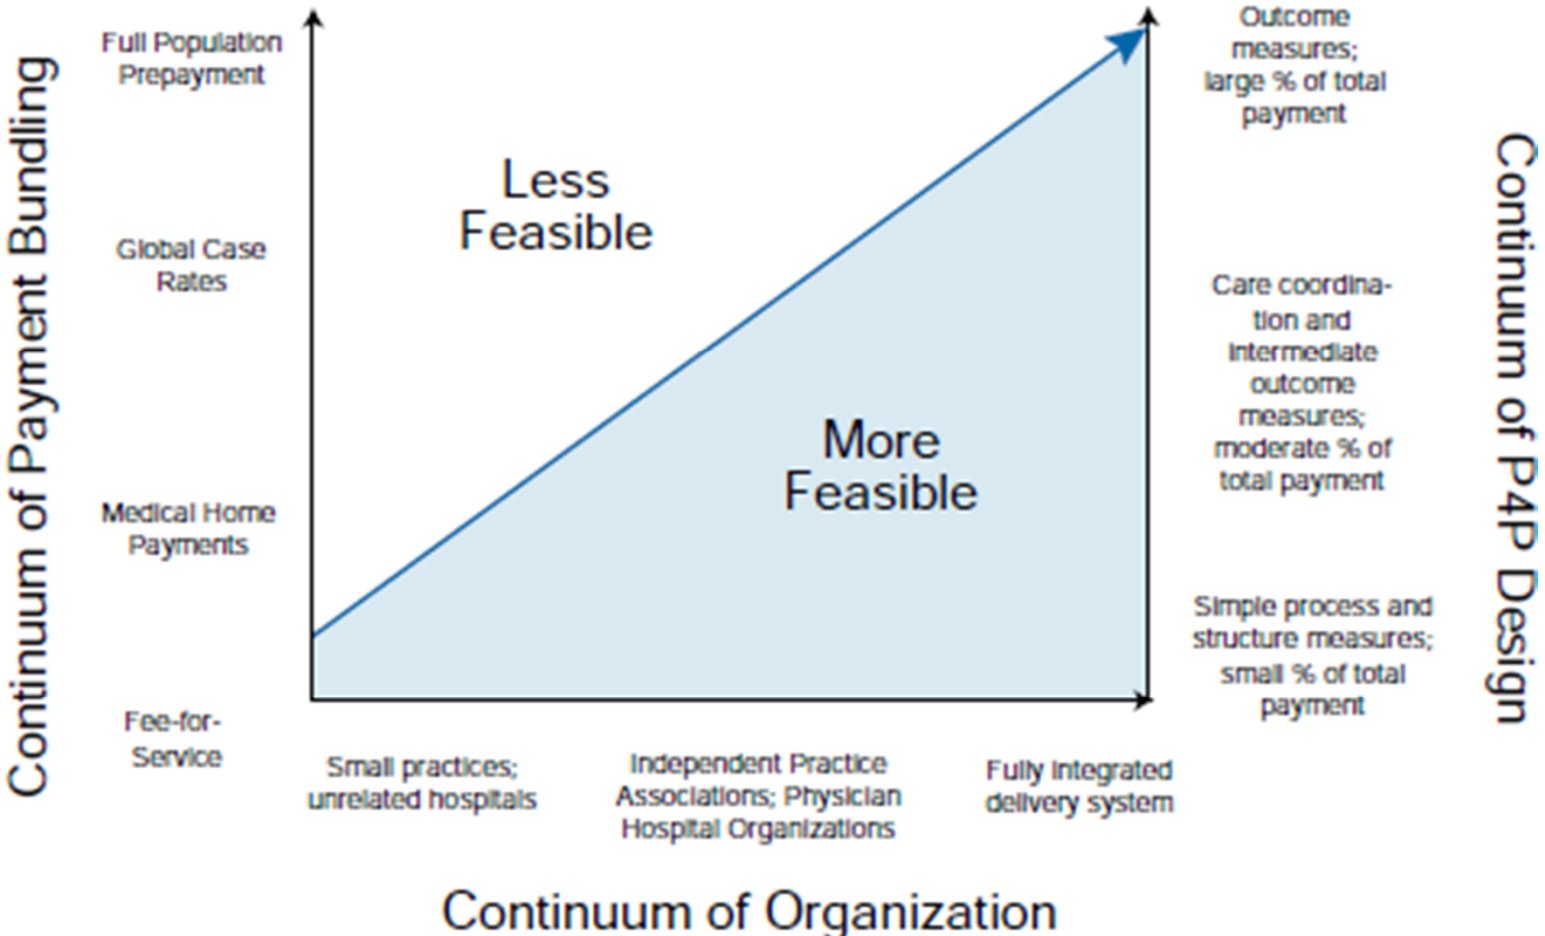 Continuum of Payment Bundling
Full Population
Prepayment
Global Case
Rates
Medical Home
Payments
Fee-for-
Service
Less
Feasible
More
Feasible
Outcome
measures;
large % of total
payment
Care coordina-
tion and
intermediate
outcome
measures;
moderate % of
total payment
Simple process and
structure measures;
small % of total
payment
Continuum of P4P Design
Small practices;
unrelated hospitals
Independent Practice
Associations; Physician
Hospital Organizations
Fully integrated
delivery system
Continuum of Organization